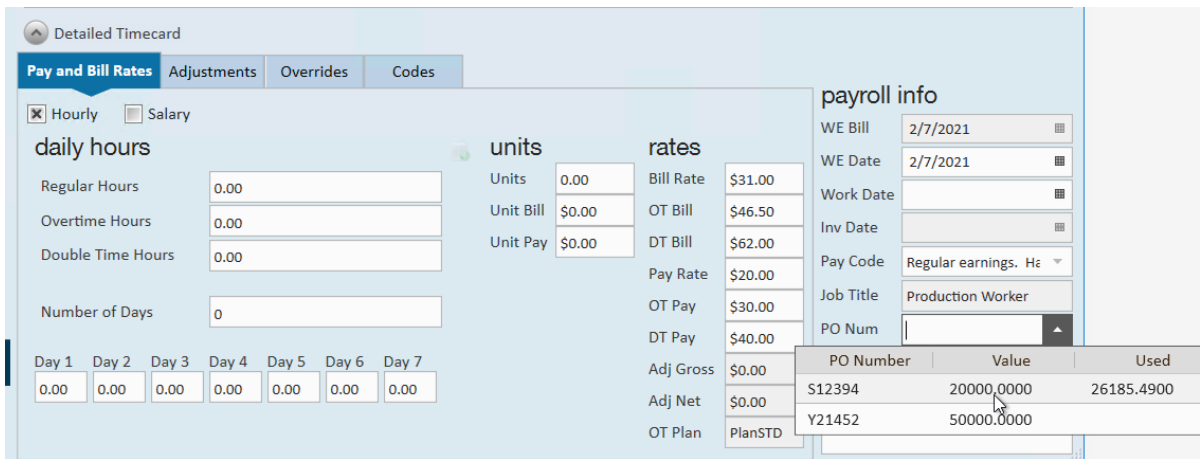 Detailed Timecard
Pay and Bill Rates Adjustments Overrides Codes
Hourly Salary
daily hours
Regular Hours 0.00
Overtime Hours 0.00
Double Time Hours 0.00
Number of Days 0
Day 1 Day 2 Day 3 Day 4 Day 5 Day 6 Day 7
0.00 0.00 0.00 0.00 0.00 0.00 0.00
units
Units 0.00
Unit Bill $0.00
Unit Pay $0.00
rates
Bill Rate $31.00
OT Bill $46.50
DT Bill $62.00
Pay Rate $20.00
OT Pay $30.00
DT Pay $40.00
Adj Gross $0.00
Adj Net $0.00
OT Plan PlanSTD
payroll info
WE Bill 2/7/2021
WE Date 2/7/2021
Work Date
Inv Date
Pay Code Regular earnings. Ha
Job Title Production Worker
PO Num
PO Number Value Used
S12394 20000.0000 26185.4900
Y21452 50000.0000